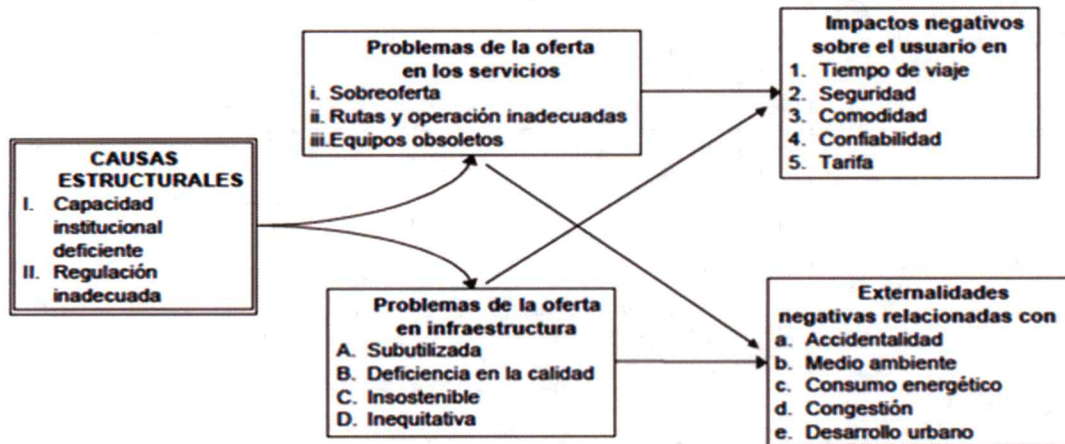 CAUSAS
ESTRUCTURALES
I. Capacidad
institucional
deficiente
II. Regulación
inadecuada
Problemas de la oferta
en los servicios
i. Sobreoferta
ii. Rutas y operación inadecuadas
iii.Equipos obsoletos
Problemas de la oferta
en infraestructura
A. Subutilizada
B. Deficiencia en la calidad
C. Insostenible
D. Inequitativa
Impactos negativos
sobre el usuario en
1. Tiempo de viaje
2. Seguridad
3. Comodidad
4. Confiabilidad
5. Tarifa
Externalidades
negativas relacionadas con
a. Accidentalidad
b. Medio ambiente
c. Consumo energético
d. Congestión
e. Desarrollo urbano